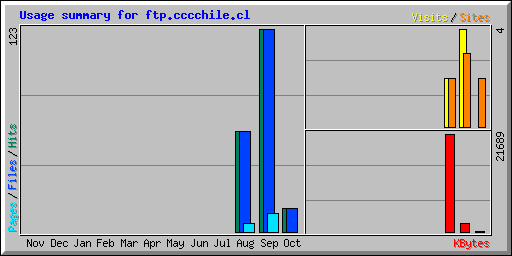 Usage summary for ftp.cccchile.cl
Visits/Sites
123
4
Pages/Files/Hits
21689
Nov Dec Jan Feb Mar Apr May Jun Jul Aug Sep Oct
KBytes